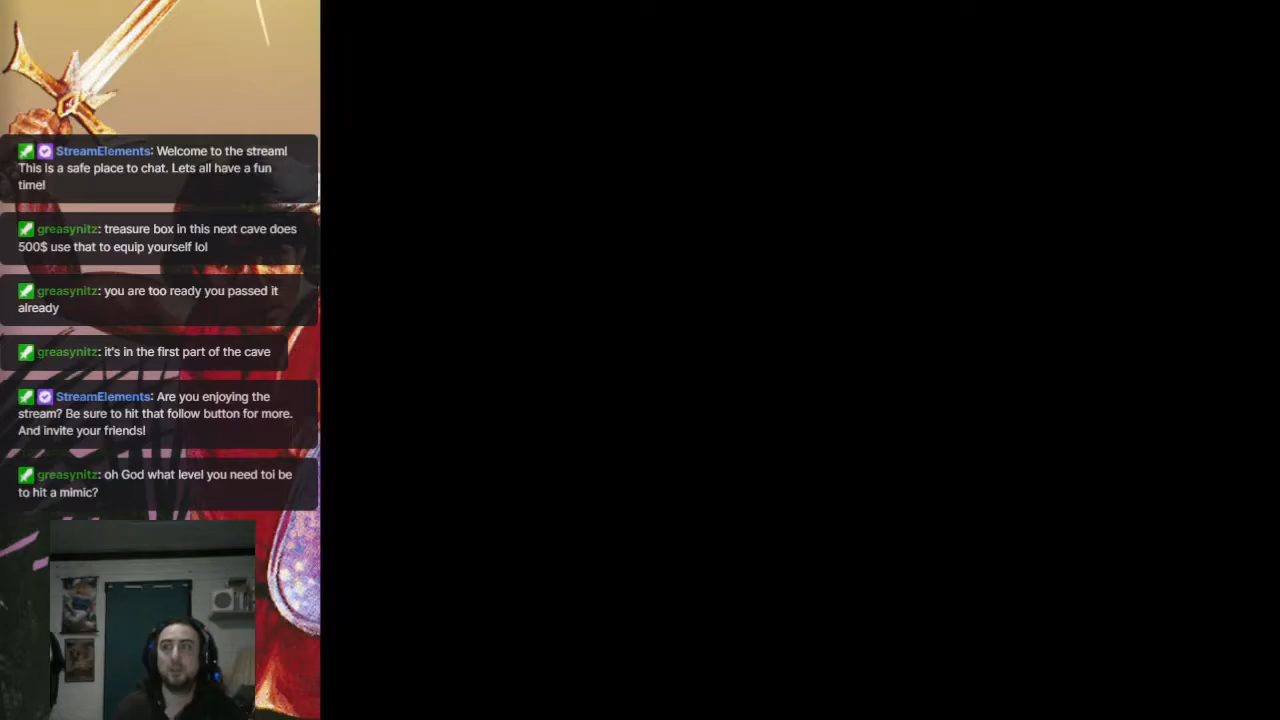 StreamElements: Welcome to the stream!
This is a safe place to chat. Lets all have a fun
time!
greasynitz: treasure box in this next cave does
500$ use that to equip yourself lol
greasynitz: you are too ready you passed it
already
greasynitz: it's in the first part of the cave
StreamElements: Are you enjoying the
stream? Be sure to hit that follow button for more.
And invite your friends!
greasynitz: oh God what level you need toi be
to hit a mimic?